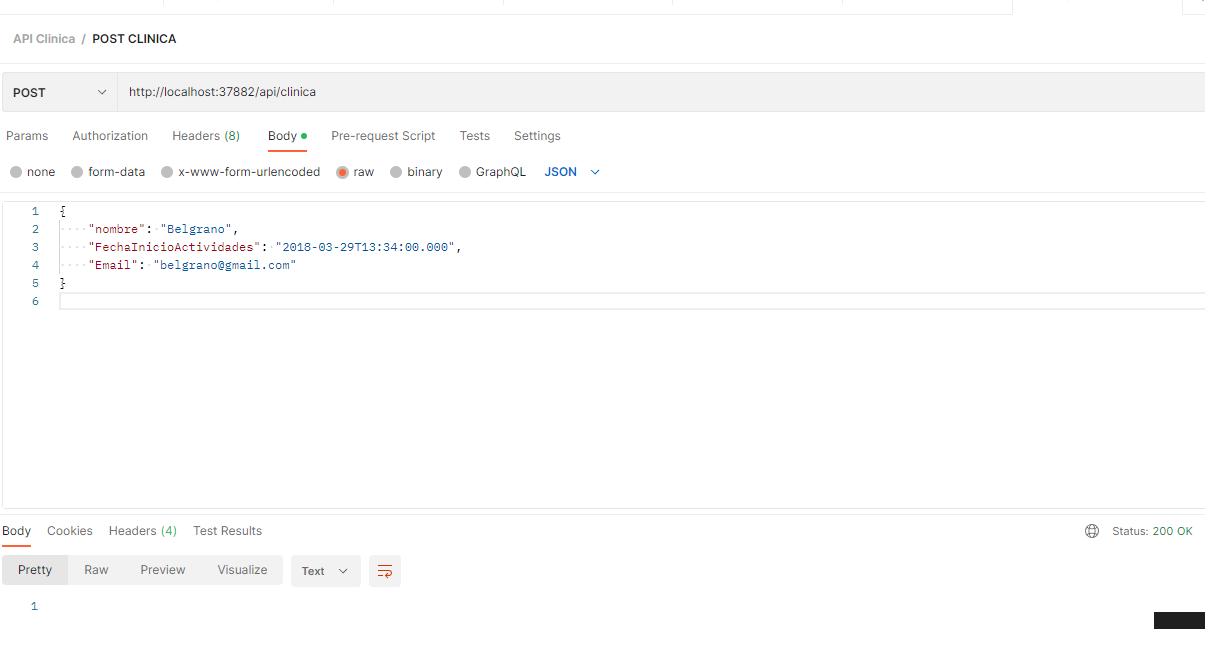 API Clinica / POST CLINICA
POST http://localhost:37882/api/clinica
Params Authorization Headers (8) Body Pre-request Script Tests Settings
none form-data x-www-form-urlencoded raw binary GraphQL JSON
1 {
2 ····"nombre":·"Belgrano",
3 ····"FechaInicioActividades":·"2018-03-29T13:34:00.000",
4 ····"Email":·"belgrano@gmail.com"
5 }
6
Body Cookies Headers (4) Test Results Status: 200 OK
Pretty Raw Preview Visualize Text
1